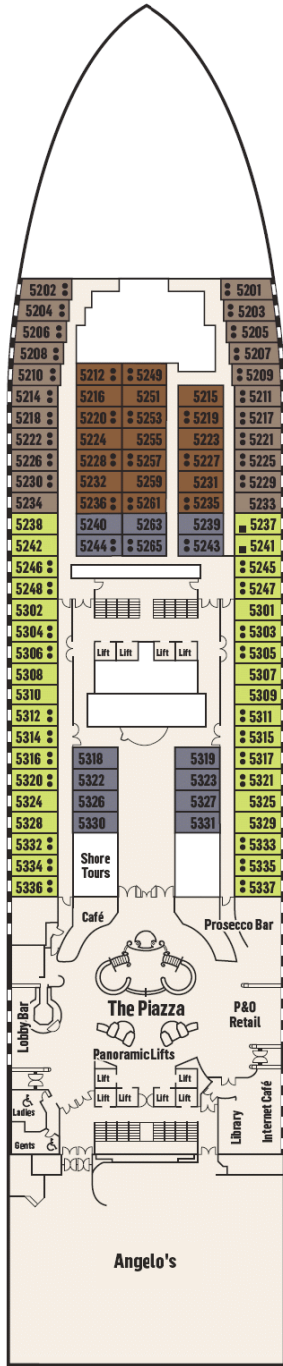 5202 5201
5204 5203
5206 5205
5208 5207
5210 5212 5249 5209
5214 5216 5251 5215 5211
5218 5220 5253 5219 5217
5222 5224 5255 5223 5221
5226 5228 5257 5227 5225
5230 5232 5259 5231 5229
5234 5236 5261 5235 5233
5238 5240 5263 5239 5237
5242 5244 5265 5243 5241
5246 5245
5248 5247
5302 5301
5304 5303
5306 Lift Lift Lift Lift 5305
5308 5307
5310 5309
5312 5311
5314 5315
5316 5318 5319 5317
5320 5322 5323 5321
5324 5326 5327 5325
5328 5330 5331 5329
5332 5333
5334 Shore 5335
5336 Tours 5337
Café Prosecco Bar
Lobby Bar
The Piazza
P&O
Retail
Panoramic Lifts
Lift Lift
Lift Lift Lift Lift
Ladies
Gents
Library
Internet Café
Angelo's